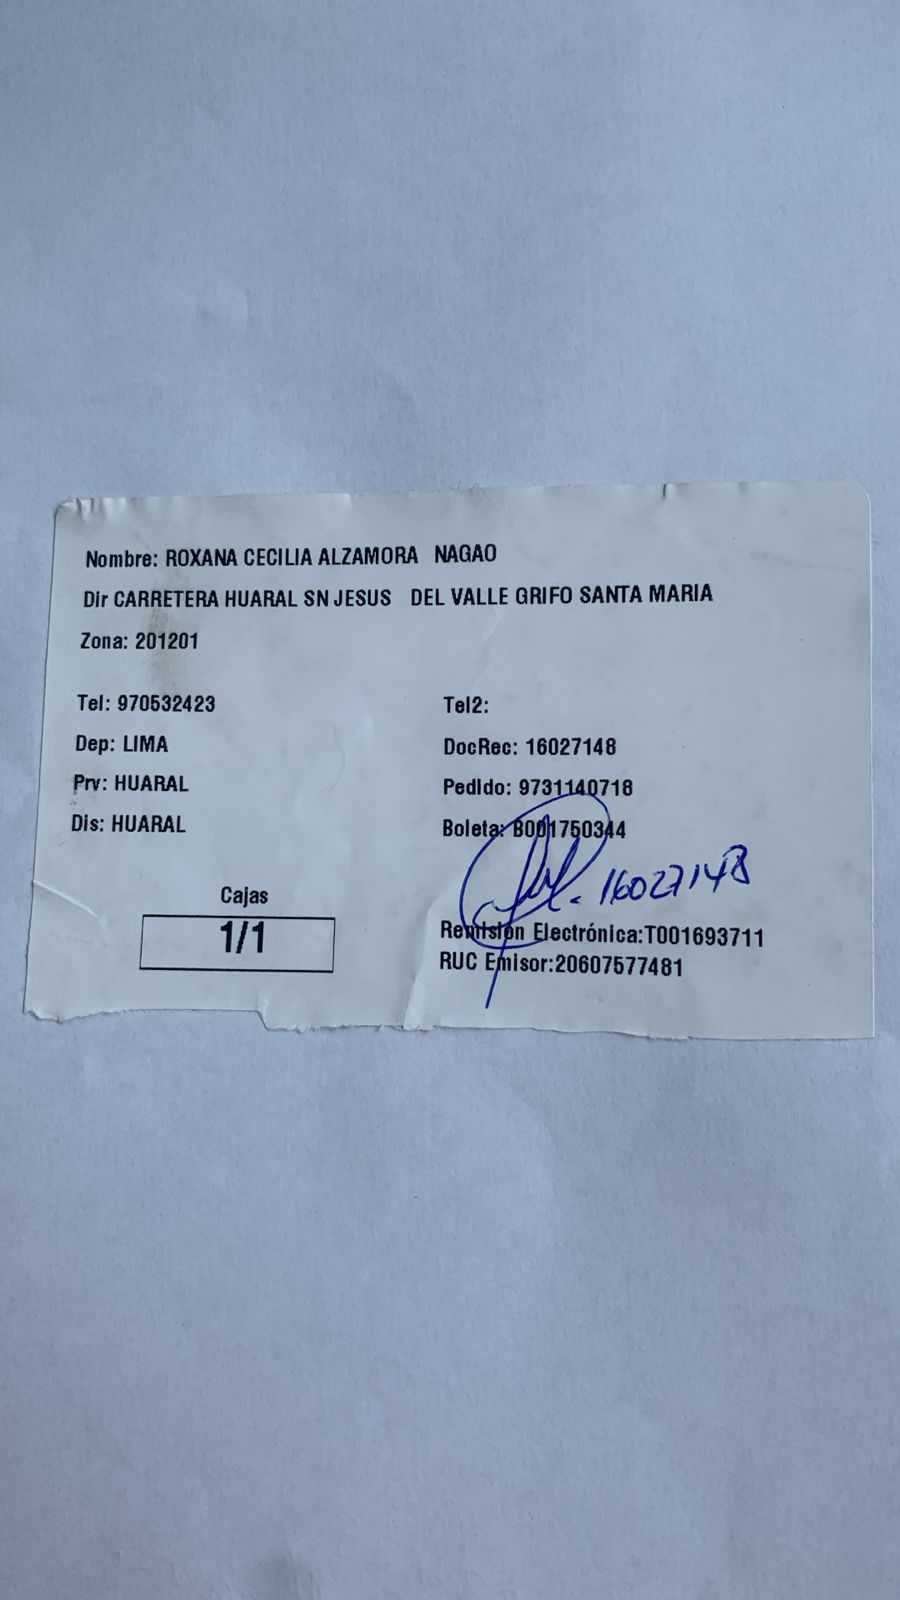 Nombre: ROXANA CECILIA ALZAMORA NAGAO
Dir CARRETERA HUARAL SN JESUS DEL VALLE GRIFO SANTA MARIA
Zona: 201201
Tel: 970532423
Tel2:
Dep: LIMA
DocRec: 16027148
Prv: HUARAL
Pedido: 9731140718
Dis: HUARAL
Boleta: B001750344
16027148
Cajas
1/1
Remisión Electrónica:T001693711
RUC Emisor:20607577481